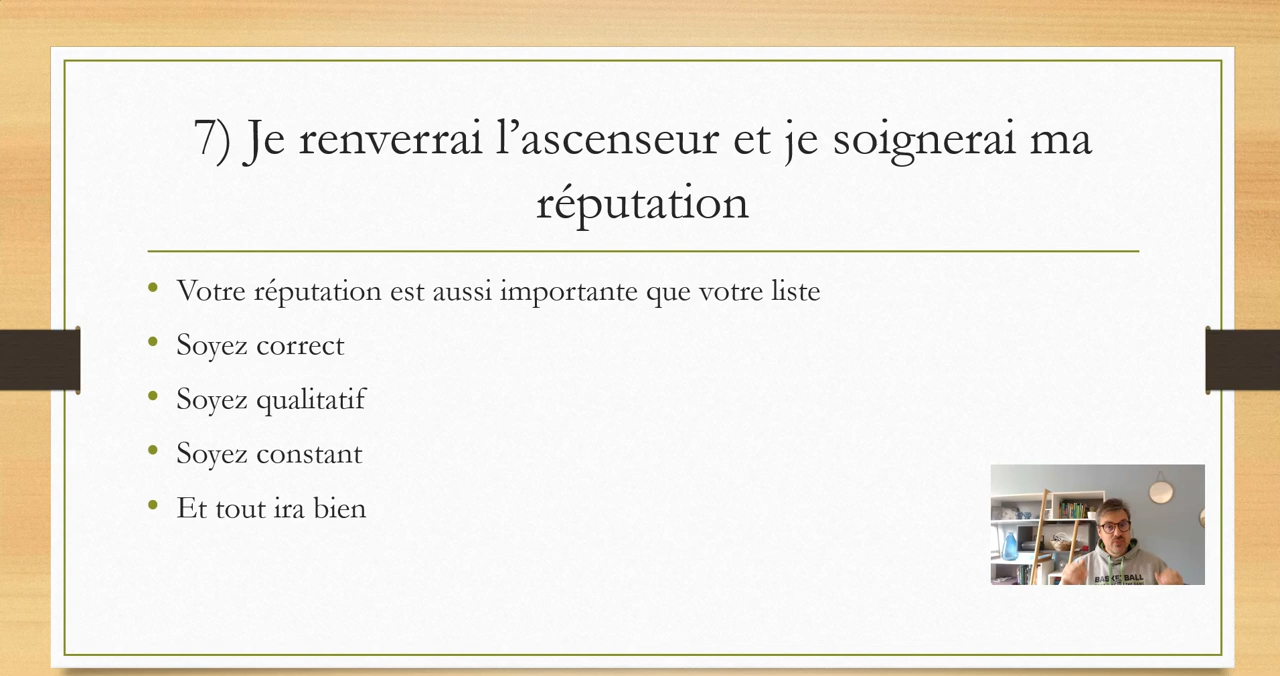 7) Je renverrai l’ascenseur et je soignerai ma
réputation
• Votre réputation est aussi importante que votre liste
• Soyez correct
• Soyez qualitatif
• Soyez constant
• Et tout ira bien
BASKETBALL